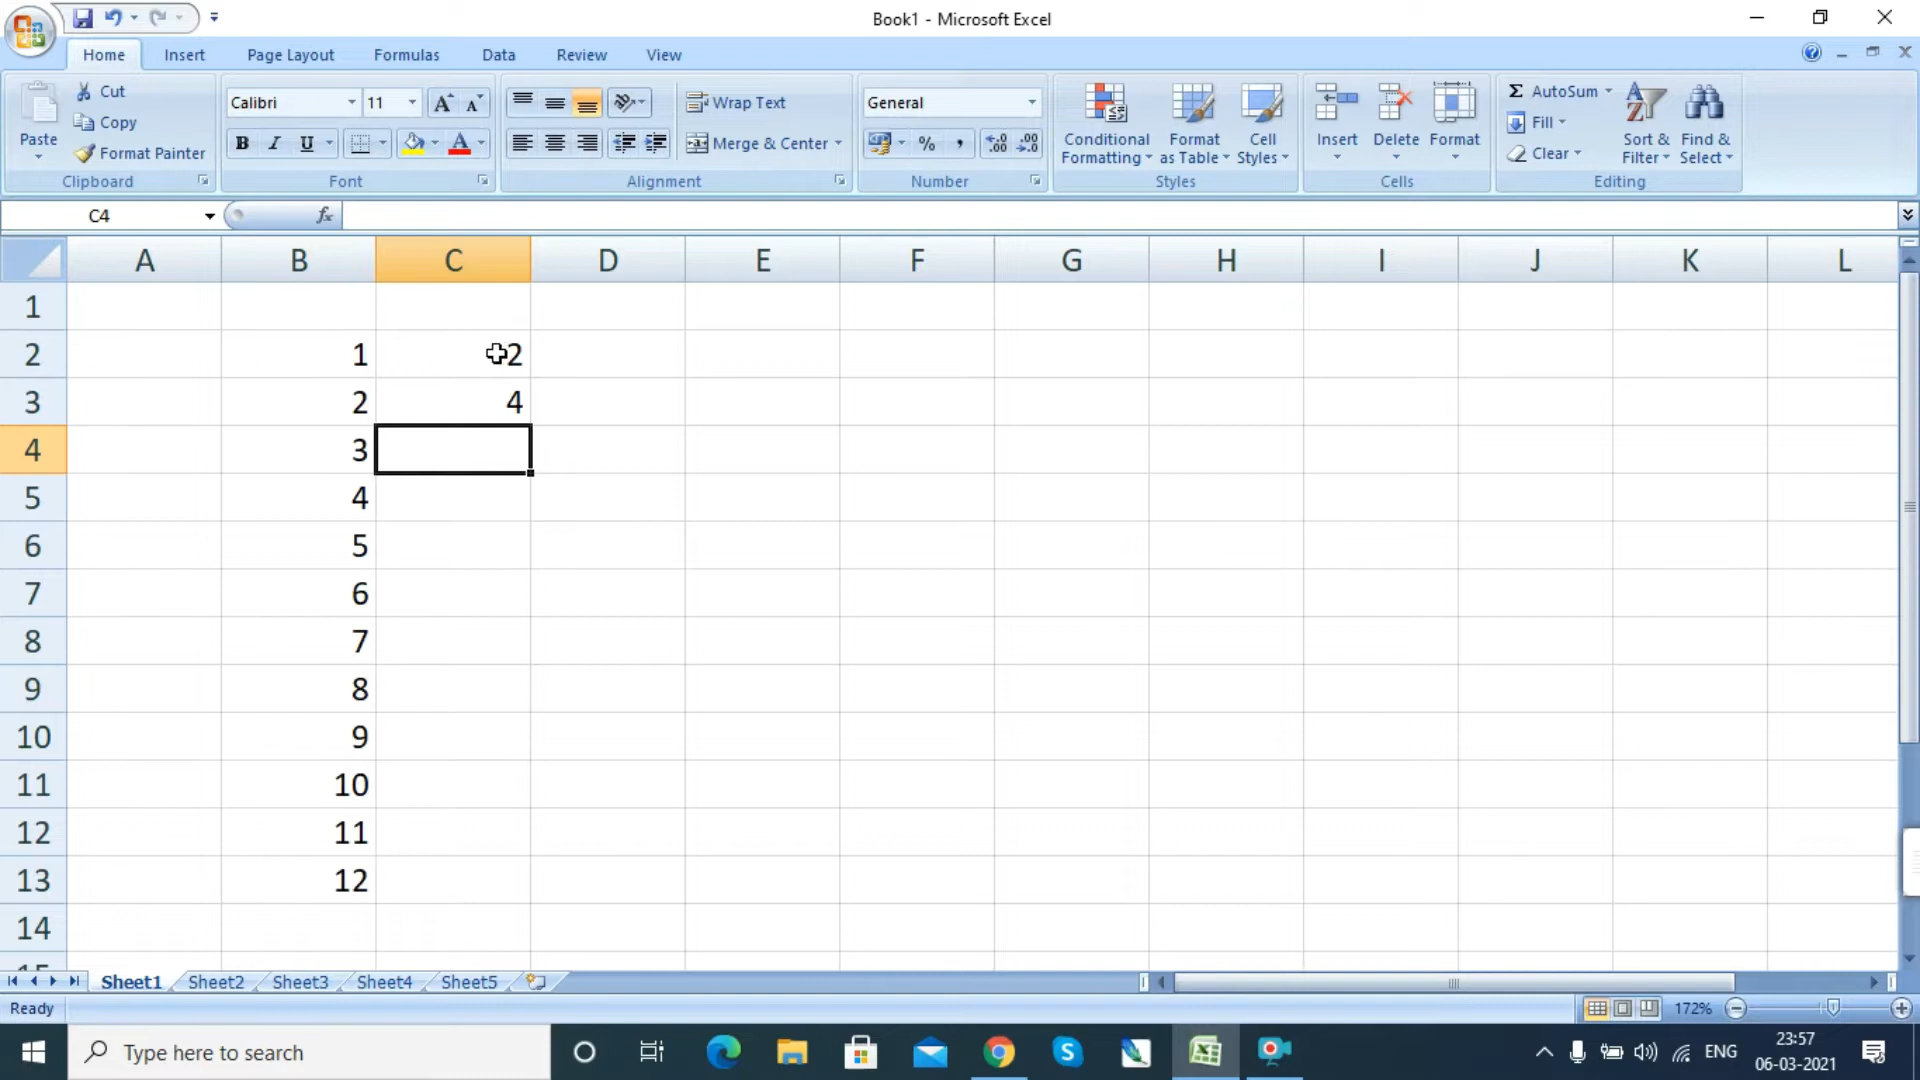 Book1 - Microsoft Excel
Home Insert Page Layout Formulas Data Review View
Paste
Cut
Copy
Format Painter
Clipboard
Calibri 11
B I U
Font
Wrap Text
Merge & Center
Alignment
General
% ,
Number
Conditional Formatting
Format as Table
Cell Styles
Styles
Insert Delete Format
Cells
Σ AutoSum
Fill
Clear
Sort & Filter
Find & Select
Editing
C4 fx
A B C D E F G H I J K L
1
2 1 2
3 2 4
4 3
5 4
6 5
7 6
8 7
9 8
10 9
11 10
12 11
13 12
14
15
Sheet1 Sheet2 Sheet3 Sheet4 Sheet5
Ready 172%
Type here to search
ENG
23:57
06-03-2021